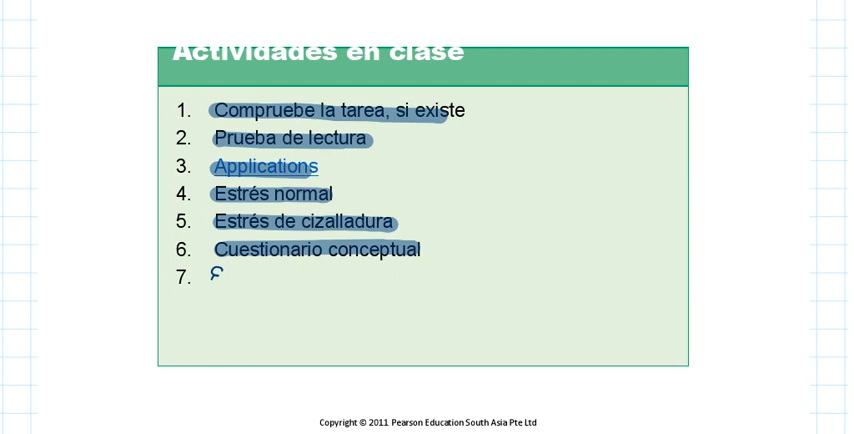 Actividades en clase
1. Compruebe la tarea, si existe
2. Prueba de lectura
3. Applications
4. Estrés normal
5. Estrés de cizalladura
6. Cuestionario conceptual
7.
Copyright © 2011 Pearson Education South Asia Pte Ltd